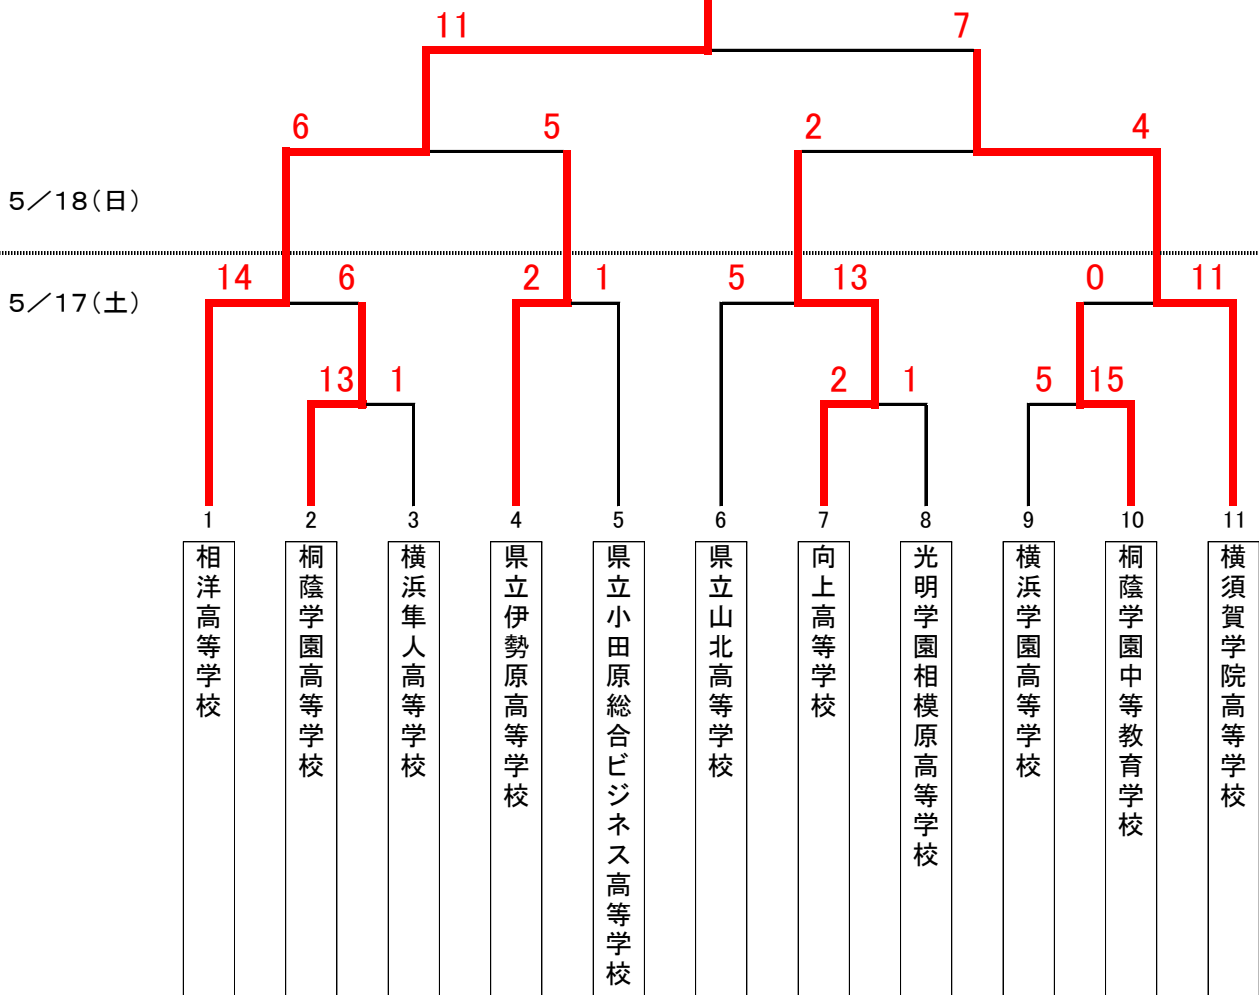 11 7
6 5 2 4
5／18(日)
14 6 2 1 5 13 0 11
5／17(土)
13 1 2 1 5 15
1 2 3 4 5 6 7 8 9 10 11
相洋高等学校
桐蔭学園高等学校
横浜隼人高等学校
県立伊勢原高等学校
県立小田原総合ビジネス高等学校
県立山北高等学校
向上高等学校
光明学園相模原高等学校
横浜学園高等学校
桐蔭学園中等教育学校
横須賀学院高等学校